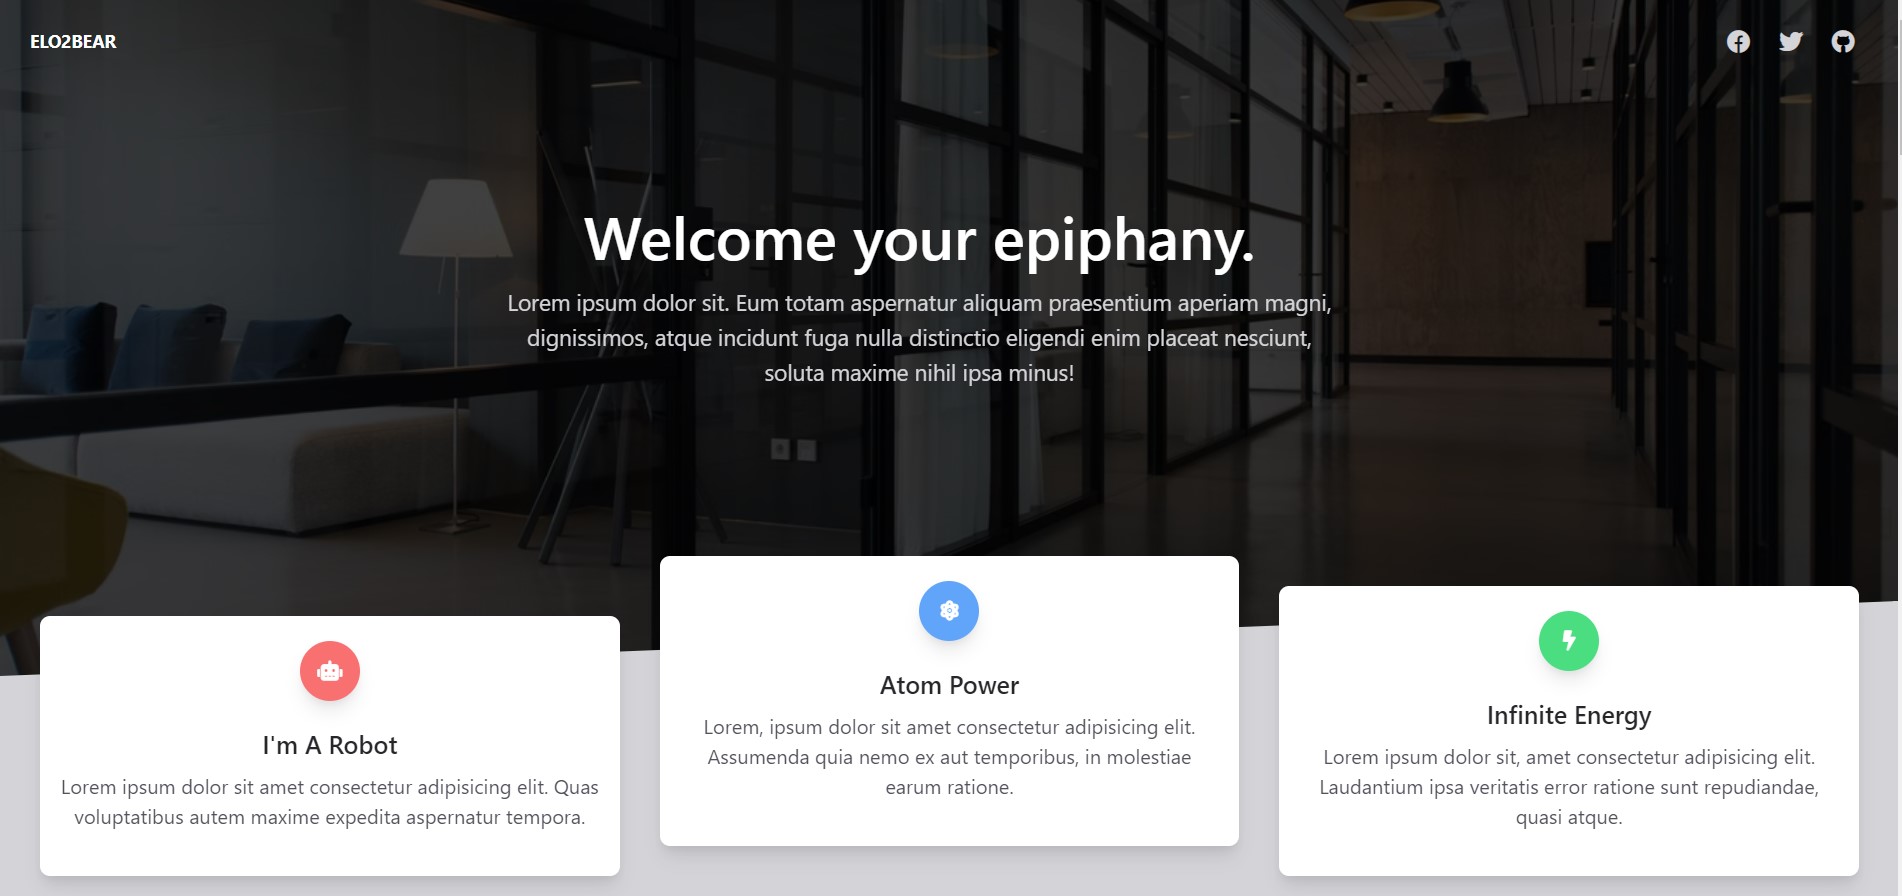 ELO2BEAR
Welcome your epiphany.
Lorem ipsum dolor sit. Eum totam aspernatur aliquam praesentium aperiam magni,
dignissimos, atque incidunt fuga nulla distinctio eligendi enim placeat nesciunt,
soluta maxime nihil ipsa minus!
I'm A Robot
Lorem ipsum dolor sit amet consectetur adipisicing elit. Quas
voluptatibus autem maxime expedita aspernatur tempora.
Atom Power
Lorem, ipsum dolor sit amet consectetur adipisicing elit.
Assumenda quia nemo ex aut temporibus, in molestiae
earum ratione.
Infinite Energy
Lorem ipsum dolor sit, amet consectetur adipisicing elit.
Laudantium ipsa veritatis error ratione sunt repudiandae,
quasi atque.